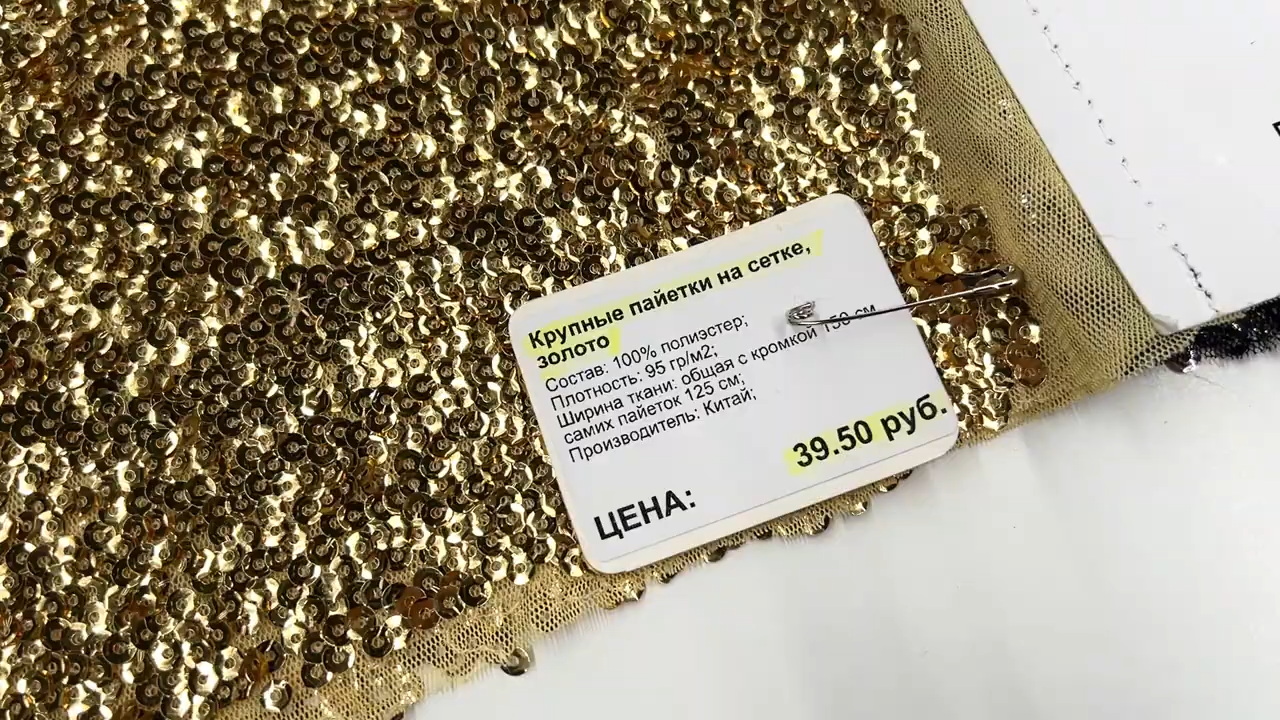 Крупные пайетки на сетке,
золото
Состав: 100% полиэстер;
Плотность: 95 гр/м2;
Ширина ткани: общая с кромкой 150 см
самих пайеток 125 см;
Производитель: Китай;
39.50 руб.
ЦЕНА: